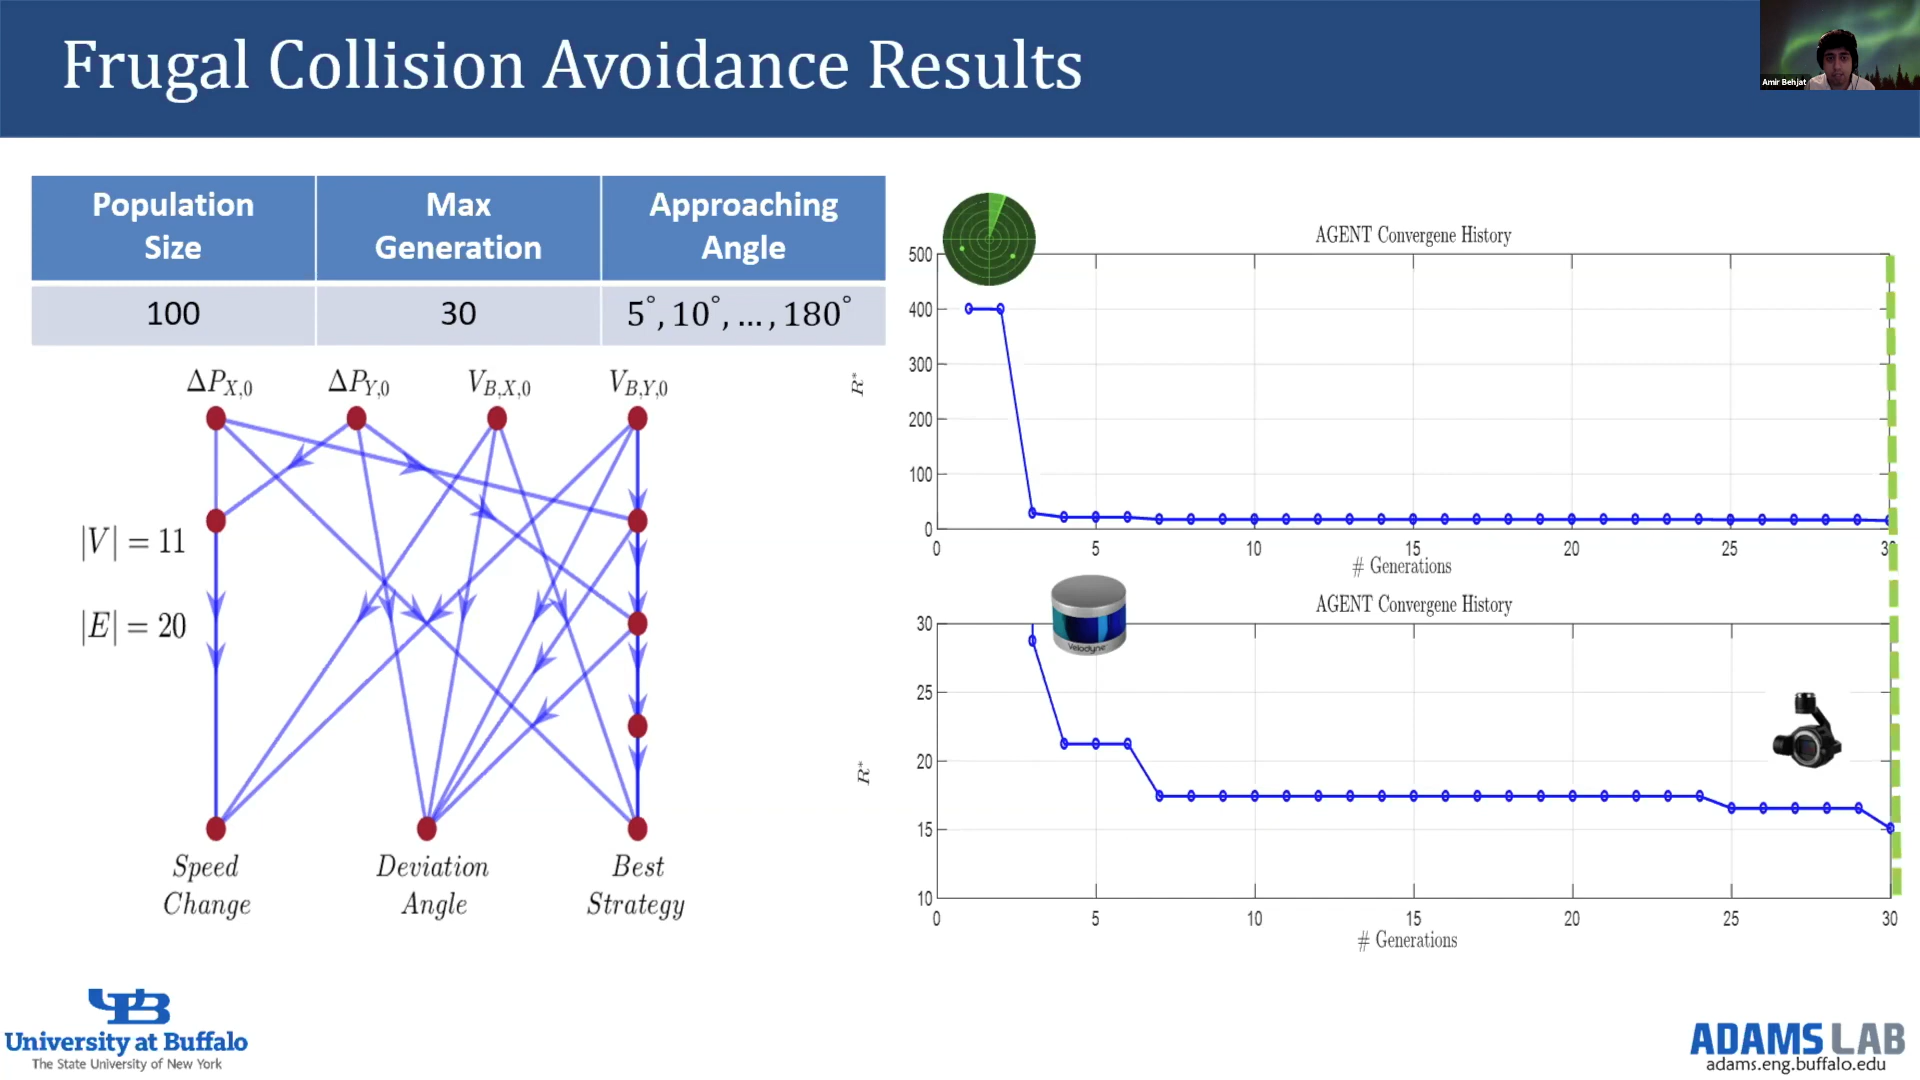 Frugal Collision Avoidance Results
Amir Behjat
Population Size
Max Generation
Approaching Angle
100
30
5°, 10°, ... , 180°
ΔP_X,0
ΔP_Y,0
V_B,X,0
V_B,Y,0
|V| = 11
|E| = 20
Speed Change
Deviation Angle
Best Strategy
AGENT Convergene History
R*
500
400
300
200
100
0
0 5 10 15 20 25 30
# Generations
Velodyne
AGENT Convergene History
R*
30
25
20
15
10
0 5 10 15 20 25 30
# Generations
UB
University at Buffalo
The State University of New York
ADAMS LAB
adams.eng.buffalo.edu